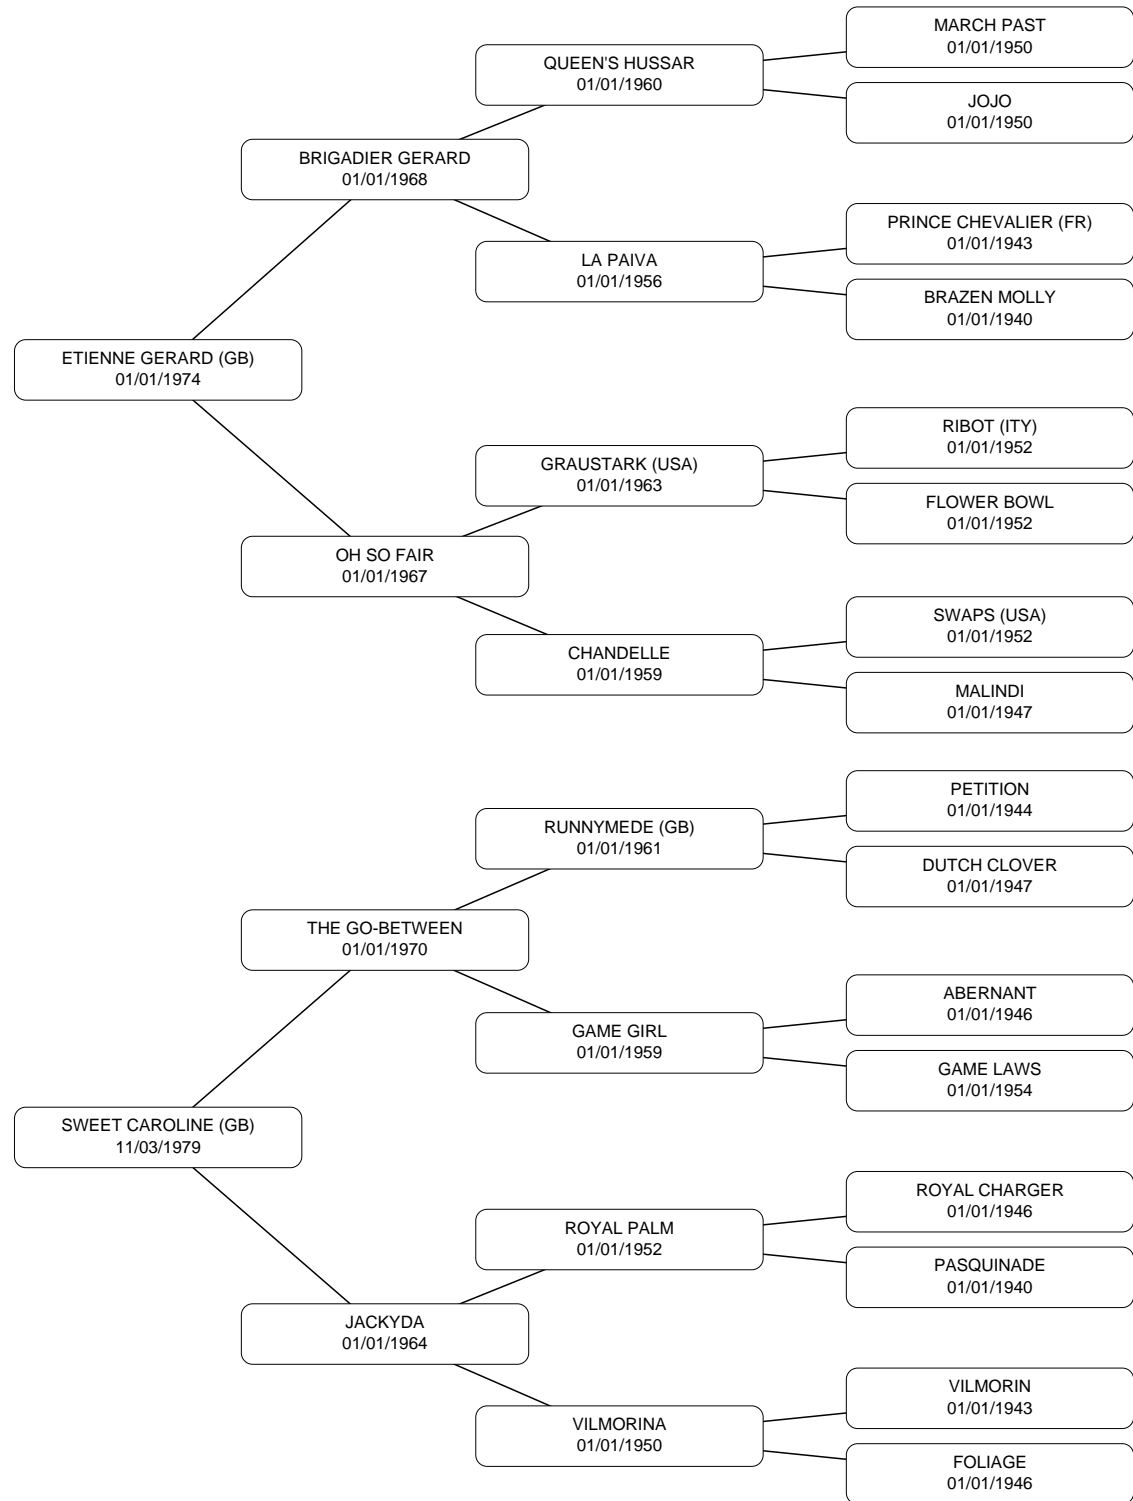 MARCH PAST
01/01/1950
QUEEN'S HUSSAR
01/01/1960
JOJO
01/01/1950
BRIGADIER GERARD
01/01/1968
PRINCE CHEVALIER (FR)
01/01/1943
LA PAIVA
01/01/1956
BRAZEN MOLLY
01/01/1940
ETIENNE GERARD (GB)
01/01/1974
RIBOT (ITY)
01/01/1952
GRAUSTARK (USA)
01/01/1963
FLOWER BOWL
01/01/1952
OH SO FAIR
01/01/1967
SWAPS (USA)
01/01/1952
CHANDELLE
01/01/1959
MALINDI
01/01/1947
PETITION
01/01/1944
RUNNYMEDE (GB)
01/01/1961
DUTCH CLOVER
01/01/1947
THE GO-BETWEEN
01/01/1970
ABERNANT
01/01/1946
GAME GIRL
01/01/1959
GAME LAWS
01/01/1954
SWEET CAROLINE (GB)
11/03/1979
ROYAL CHARGER
01/01/1946
ROYAL PALM
01/01/1952
PASQUINADE
01/01/1940
JACKYDA
01/01/1964
VILMORIN
01/01/1943
VILMORINA
01/01/1950
FOLIAGE
01/01/1946